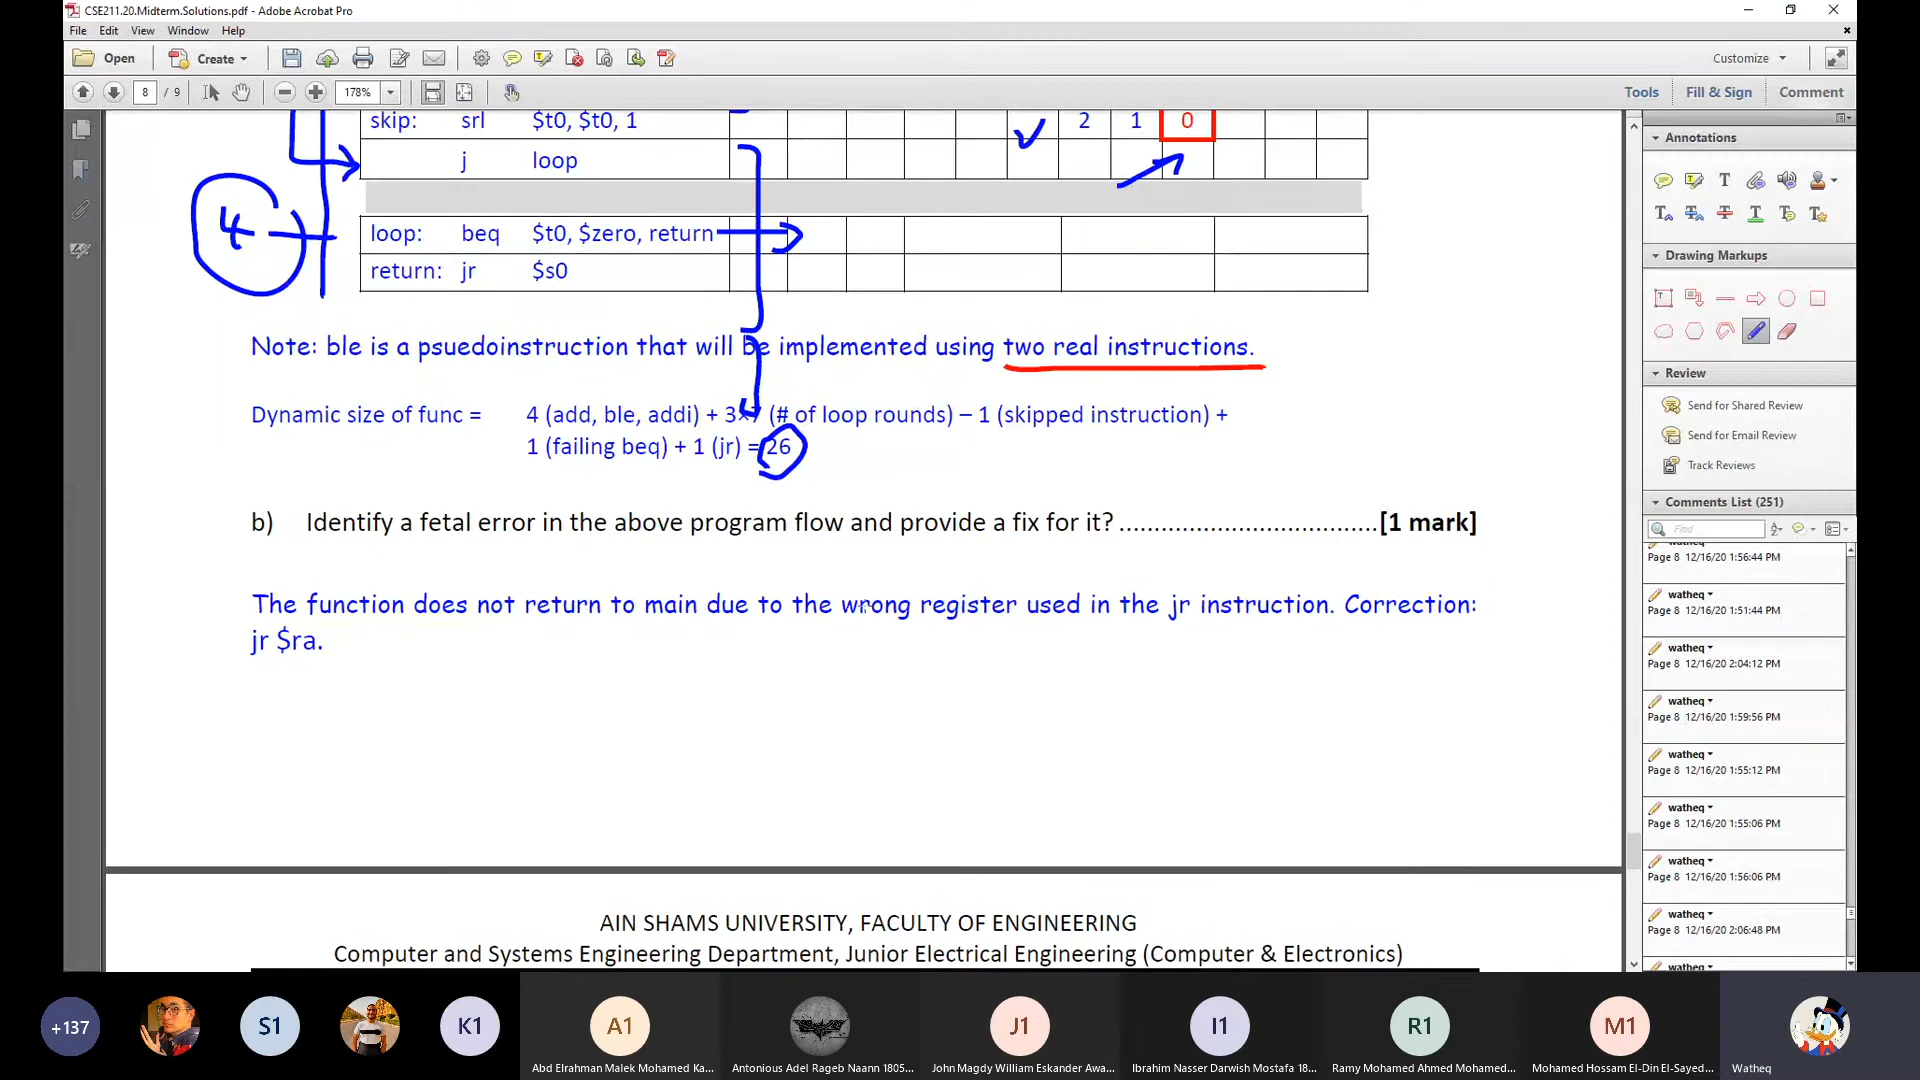 CSE211.20.Midterm.Solutions.pdf - Adobe Acrobat Pro
File Edit View Window Help
Open Create Customize
8 / 9 178% Tools Fill & Sign Comment
skip: srl $t0, $t0, 1 2 1 0
j loop
4
loop: beq $t0, $zero, return
return: jr $s0
Note: ble is a psuedoinstruction that will be implemented using two real instructions.
Dynamic size of func = 4 (add, ble, addi) + 3×7 (# of loop rounds) – 1 (skipped instruction) +
1 (failing beq) + 1 (jr) = 26
b) Identify a fetal error in the above program flow and provide a fix for it? ..................................... [1 mark]
The function does not return to main due to the wrong register used in the jr instruction. Correction:
jr $ra.
AIN SHAMS UNIVERSITY, FACULTY OF ENGINEERING
Computer and Systems Engineering Department, Junior Electrical Engineering (Computer & Electronics)
Annotations
Drawing Markups
Review
Send for Shared Review
Send for Email Review
Track Reviews
Comments List (251)
Find
watheq
Page 8 12/16/20 1:56:44 PM
watheq
Page 8 12/16/20 1:51:44 PM
watheq
Page 8 12/16/20 2:04:12 PM
watheq
Page 8 12/16/20 1:59:56 PM
watheq
Page 8 12/16/20 1:55:12 PM
watheq
Page 8 12/16/20 1:55:06 PM
watheq
Page 8 12/16/20 1:56:06 PM
watheq
Page 8 12/16/20 2:06:48 PM
watheq
+137 S1 K1 A1 J1 I1 R1 M1
Abd Elrahman Malek Mohamed Ka... Antonious Adel Rageb Naann 1805... John Magdy William Eskander Awa... Ibrahim Nasser Darwish Mostafa 18... Ramy Mohamed Ahmed Mohamed... Mohamed Hossam El-Din El-Sayed... Watheq